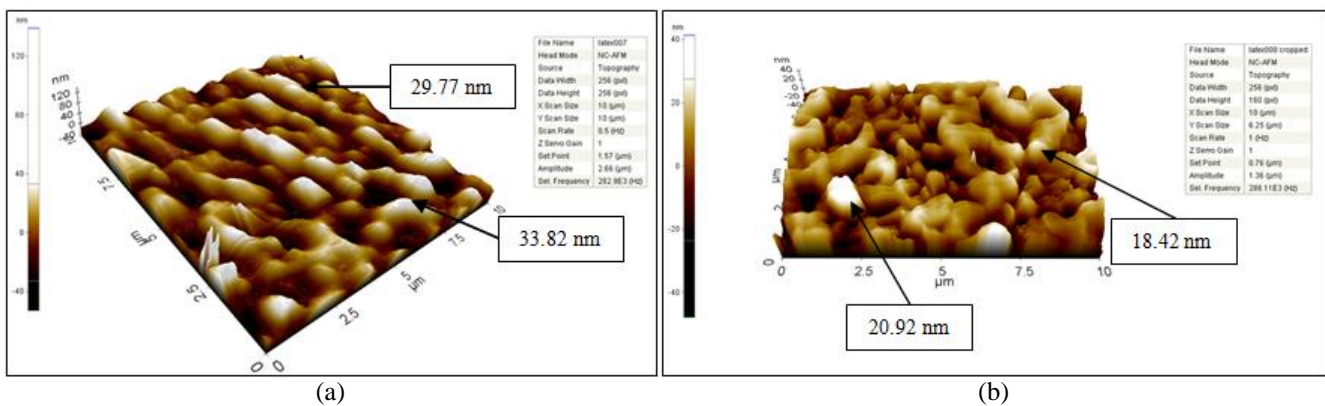 nm
120
80
40
0
-40
nm
120
80
40
0
-40
7.5
5
µm
2.5
0
0
2.5
5
µm
7.5
10
29.77 nm
33.82 nm
File Name latex007
Head Mode NC-AFM
Source Topography
Data Width 256 (pxl)
Data Height 256 (pxl)
X Scan Size 10 (µm)
Y Scan Size 10 (µm)
Scan Rate 0.5 (Hz)
Z Servo Gain 1
Set Point 1.57 (µm)
Amplitude 2.66 (µm)
Sel. Frequency 282.9E3 (Hz)
(a)
nm
40
20
0
-20
-40
nm
40
20
0
-20
-40
µm
2
0
0
2.5
5
µm
7.5
10
18.42 nm
20.92 nm
File Name latex008 cropped
Head Mode NC-AFM
Source Topography
Data Width 256 (pxl)
Data Height 160 (pxl)
X Scan Size 10 (µm)
Y Scan Size 6.25 (µm)
Scan Rate 1 (Hz)
Z Servo Gain 1
Set Point 0.76 (µm)
Amplitude 1.36 (µm)
Sel. Frequency 288.11E3 (Hz)
(b)